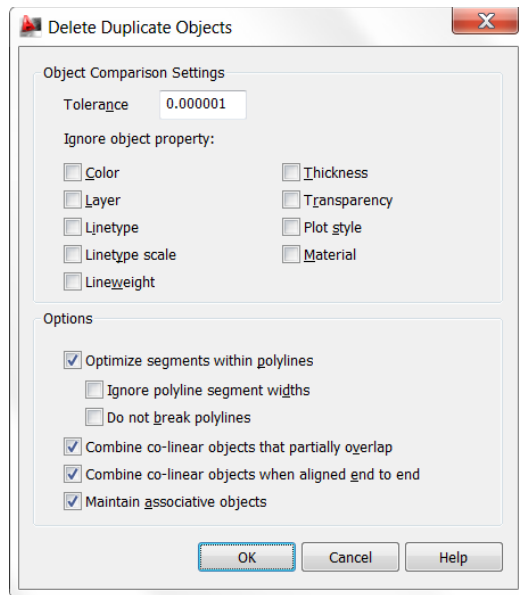 Delete Duplicate Objects
Object Comparison Settings
Tolerance 0.000001
Ignore object property:
Color
Layer
Linetype
Linetype scale
Lineweight
Thickness
Transparency
Plot style
Material
Options
Optimize segments within polylines
Ignore polyline segment widths
Do not break polylines
Combine co-linear objects that partially overlap
Combine co-linear objects when aligned end to end
Maintain associative objects
OK Cancel Help